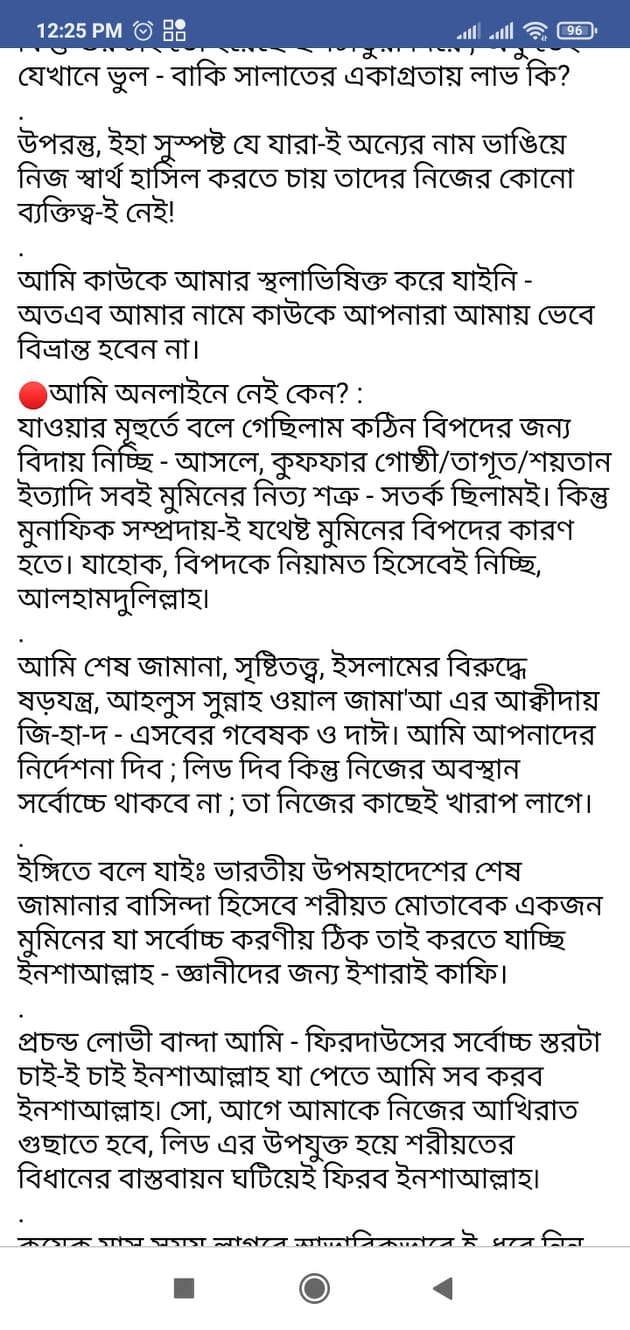 12:25 PM
96
যেখানে ভুল - বাকি সালাতের একাগ্রতায় লাভ কি?
.
উপরন্তু, ইহা সুস্পষ্ট যে যারা-ই অন্যের নাম ভাঙিয়ে
নিজ স্বার্থ হাসিল করতে চায় তাদের নিজের কোনো
ব্যক্তিত্ব-ই নেই!
.
আমি কাউকে আমার স্থলাভিষিক্ত করে যাইনি -
অতএব আমার নামে কাউকে আপনারা আমায় ভেবে
বিভ্রান্ত হবেন না।
🔴আমি অনলাইনে নেই কেন? :
যাওয়ার মূহুর্তে বলে গেছিলাম কঠিন বিপদের জন্য
বিদায় নিচ্ছি - আসলে, কুফফার গোষ্ঠী/তাগূত/শয়তান
ইত্যাদি সবই মুমিনের নিত্য শত্রু - সতর্ক ছিলামই। কিন্তু
মুনাফিক সম্প্রদায়-ই যথেষ্ট মুমিনের বিপদের কারণ
হতে। যাহোক, বিপদকে নিয়ামত হিসেবেই নিচ্ছি,
আলহামদুলিল্লাহ।
.
আমি শেষ জামানা, সৃষ্টিতত্ত্ব, ইসলামের বিরুদ্ধে
ষড়যন্ত্র, আহলুস সুন্নাহ ওয়াল জামা'আ এর আক্বীদায়
জি-হা-দ - এসবের গবেষক ও দাঈ। আমি আপনাদের
নির্দেশনা দিব ; লিড দিব কিন্তু নিজের অবস্থান
সর্বোচ্চে থাকবে না ; তা নিজের কাছেই খারাপ লাগে।
.
ইঙ্গিতে বলে যাইঃ ভারতীয় উপমহাদেশের শেষ
জামানার বাসিন্দা হিসেবে শরীয়ত মোতাবেক একজন
মুমিনের যা সর্বোচ্চ করণীয় ঠিক তাই করতে যাচ্ছি
ইনশাআল্লাহ - জ্ঞানীদের জন্য ইশারাই কাফি।
.
প্রচন্ড লোভী বান্দা আমি - ফিরদাউসের সর্বোচ্চ স্তরটা
চাই-ই চাই ইনশাআল্লাহ যা পেতে আমি সব করব
ইনশাআল্লাহ। সো, আগে আমাকে নিজের আখিরাত
গুছাতে হবে, লিড এর উপযুক্ত হয়ে শরীয়তের
বিধানের বাস্তবায়ন ঘটিয়েই ফিরব ইনশাআল্লাহ।
.